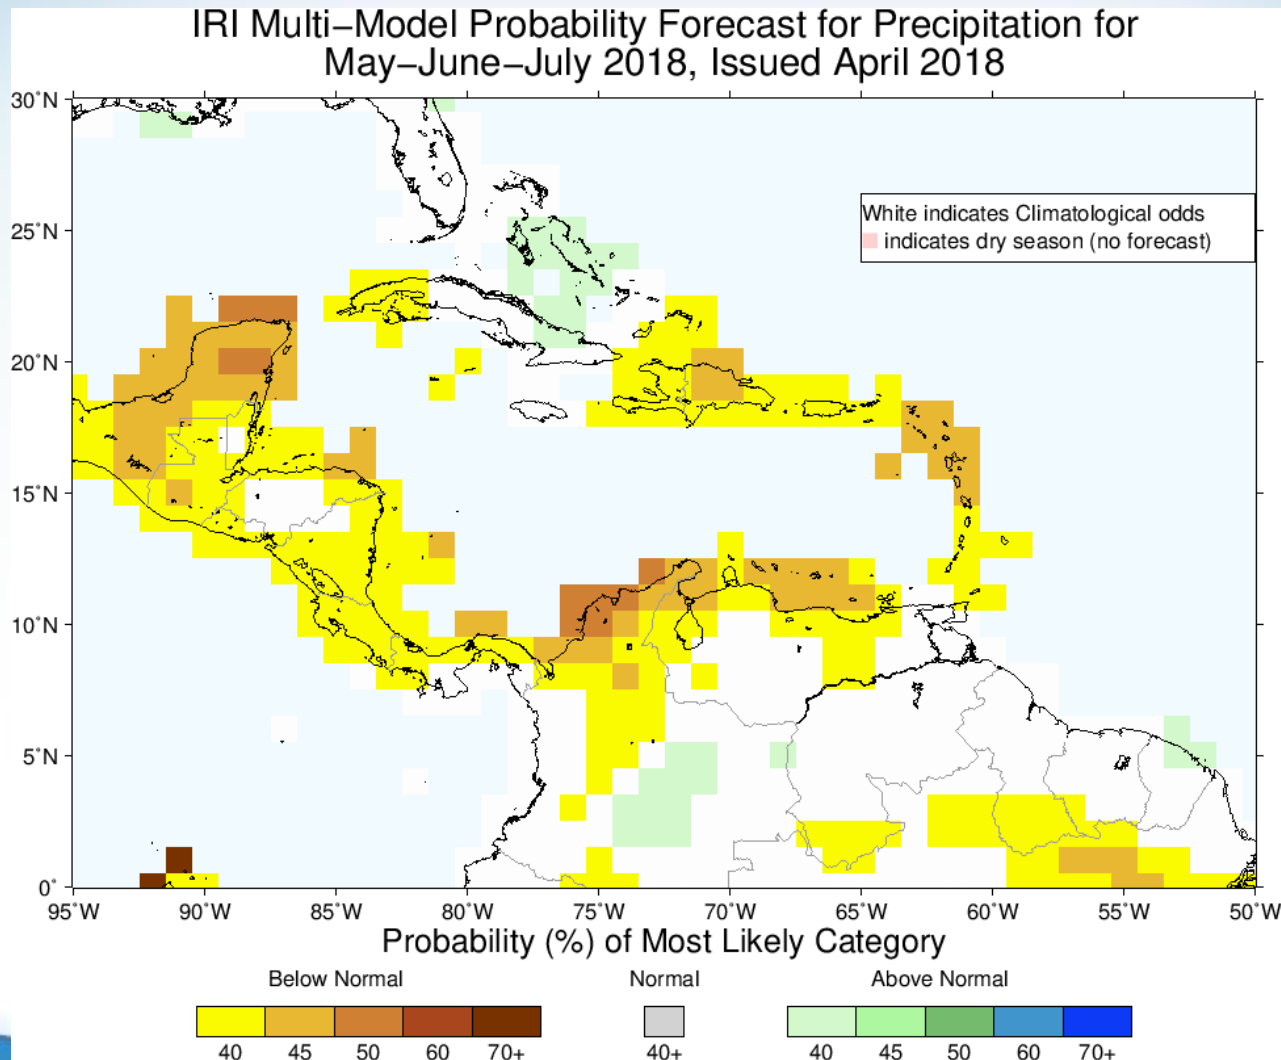 IRI Multi−Model Probability Forecast for Precipitation for
May−June−July 2018, Issued April 2018
30˚N
25˚N
20˚N
15˚N
10˚N
5˚N
0˚
White indicates Climatological odds
indicates dry season (no forecast)
95˚W 90˚W 85˚W 80˚W 75˚W 70˚W 65˚W 60˚W 55˚W 50˚W
Probability (%) of Most Likely Category
Below Normal Normal Above Normal
40 45 50 60 70+ 40+ 40 45 50 60 70+